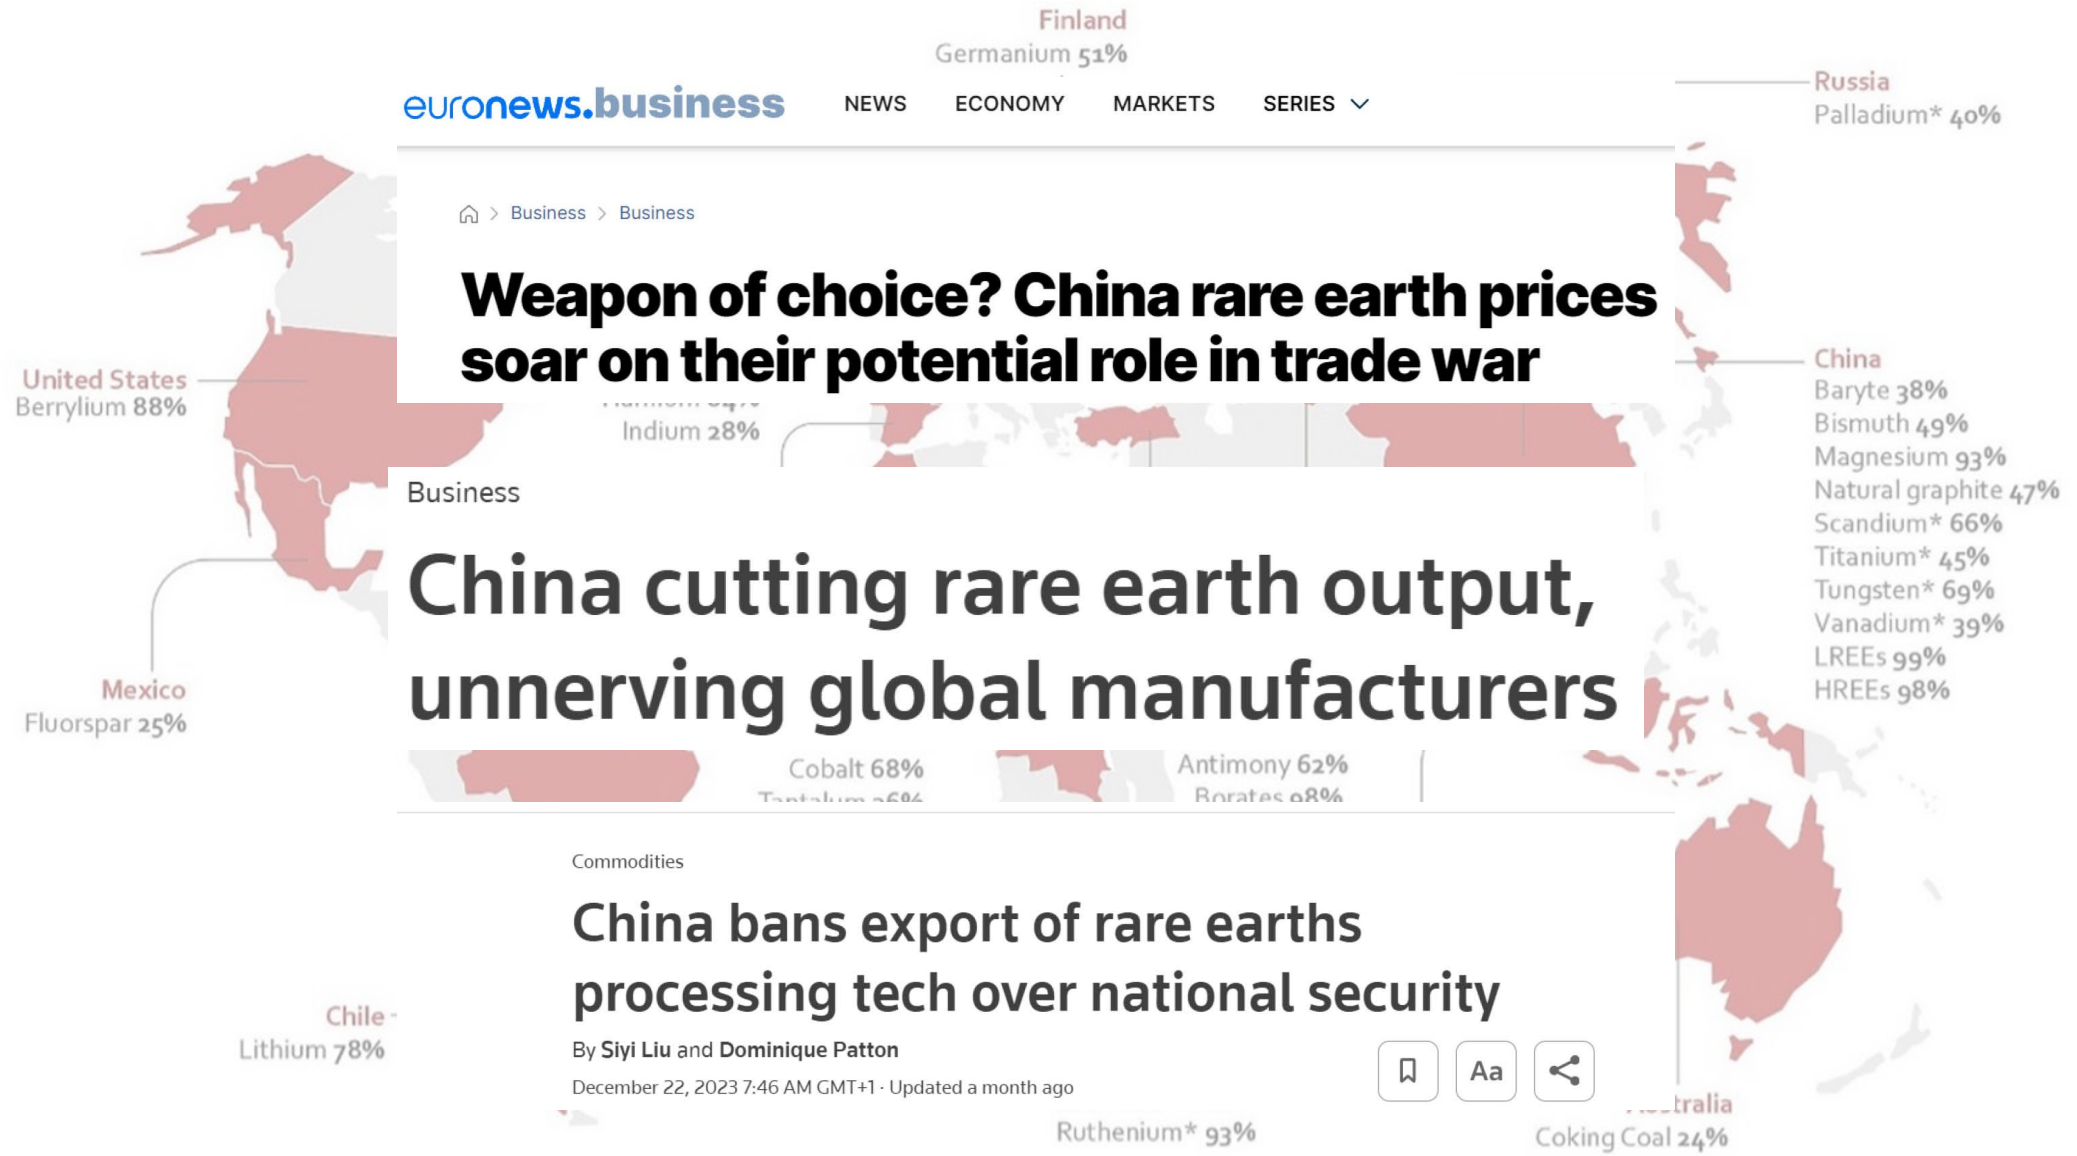 Finland
Germanium 51%
Russia
Palladium* 40%
euronews.business NEWS ECONOMY MARKETS SERIES
Business Business
Weapon of choice? China rare earth prices
soar on their potential role in trade war
United States
Berrylium 88%
Indium 28%
China
Baryte 38%
Bismuth 49%
Magnesium 93%
Natural graphite 47%
Scandium* 66%
Titanium* 45%
Tungsten* 69%
Vanadium* 39%
LREEs 99%
HREEs 98%
Business
China cutting rare earth output,
unnerving global manufacturers
Mexico
Fluorspar 25%
Cobalt 68%
Antimony 62%
Borates 98%
Commodities
China bans export of rare earths
processing tech over national security
By Siyi Liu and Dominique Patton
December 22, 2023 7:46 AM GMT+1 · Updated a month ago
Aa
Chile
Lithium 78%
Ruthenium* 93%
Coking Coal 24%